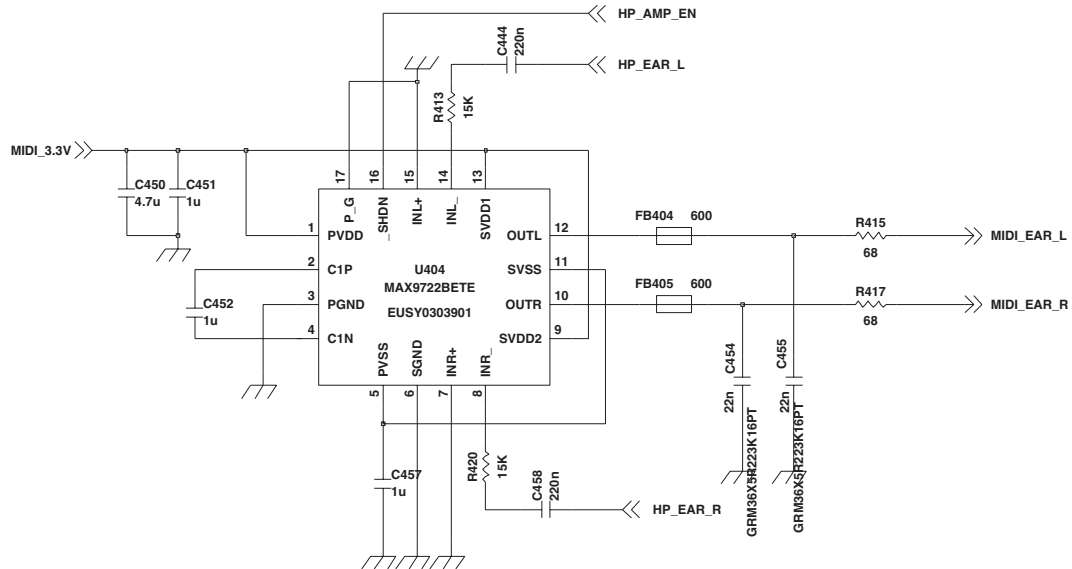 HP_AMP_EN
C444
220n
HP_EAR_L
R413
15K
MIDI_3.3V
C450
4.7u
C451
1u
17
16
15
14
13
P_G
_SHDN
INL+
INL_
SVDD1
1
PVDD
OUTL
12
FB404
600
R415
68
MIDI_EAR_L
2
C1P
U404
MAX9722BETE
SVSS
11
C452
1u
3
PGND
EUSY0303901
OUTR
10
FB405
600
R417
68
MIDI_EAR_R
4
C1N
SVDD2
9
PVSS
SGND
INR+
INR_
5
6
7
8
C454
22n
GRM36X5R223K16PT
C455
22n
GRM36X5R223K16PT
C457
1u
R420
15K
C458
220n
HP_EAR_R